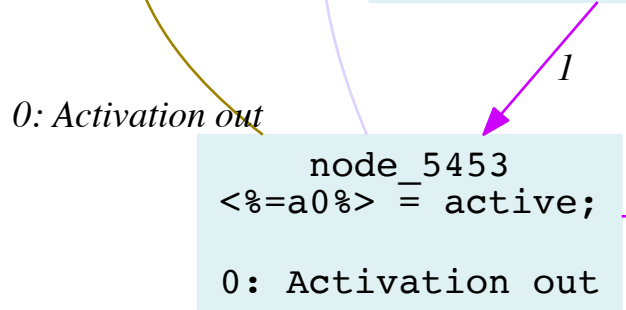 1
0: Activation out
node_5453
<%=a0%> = active;
0: Activation out